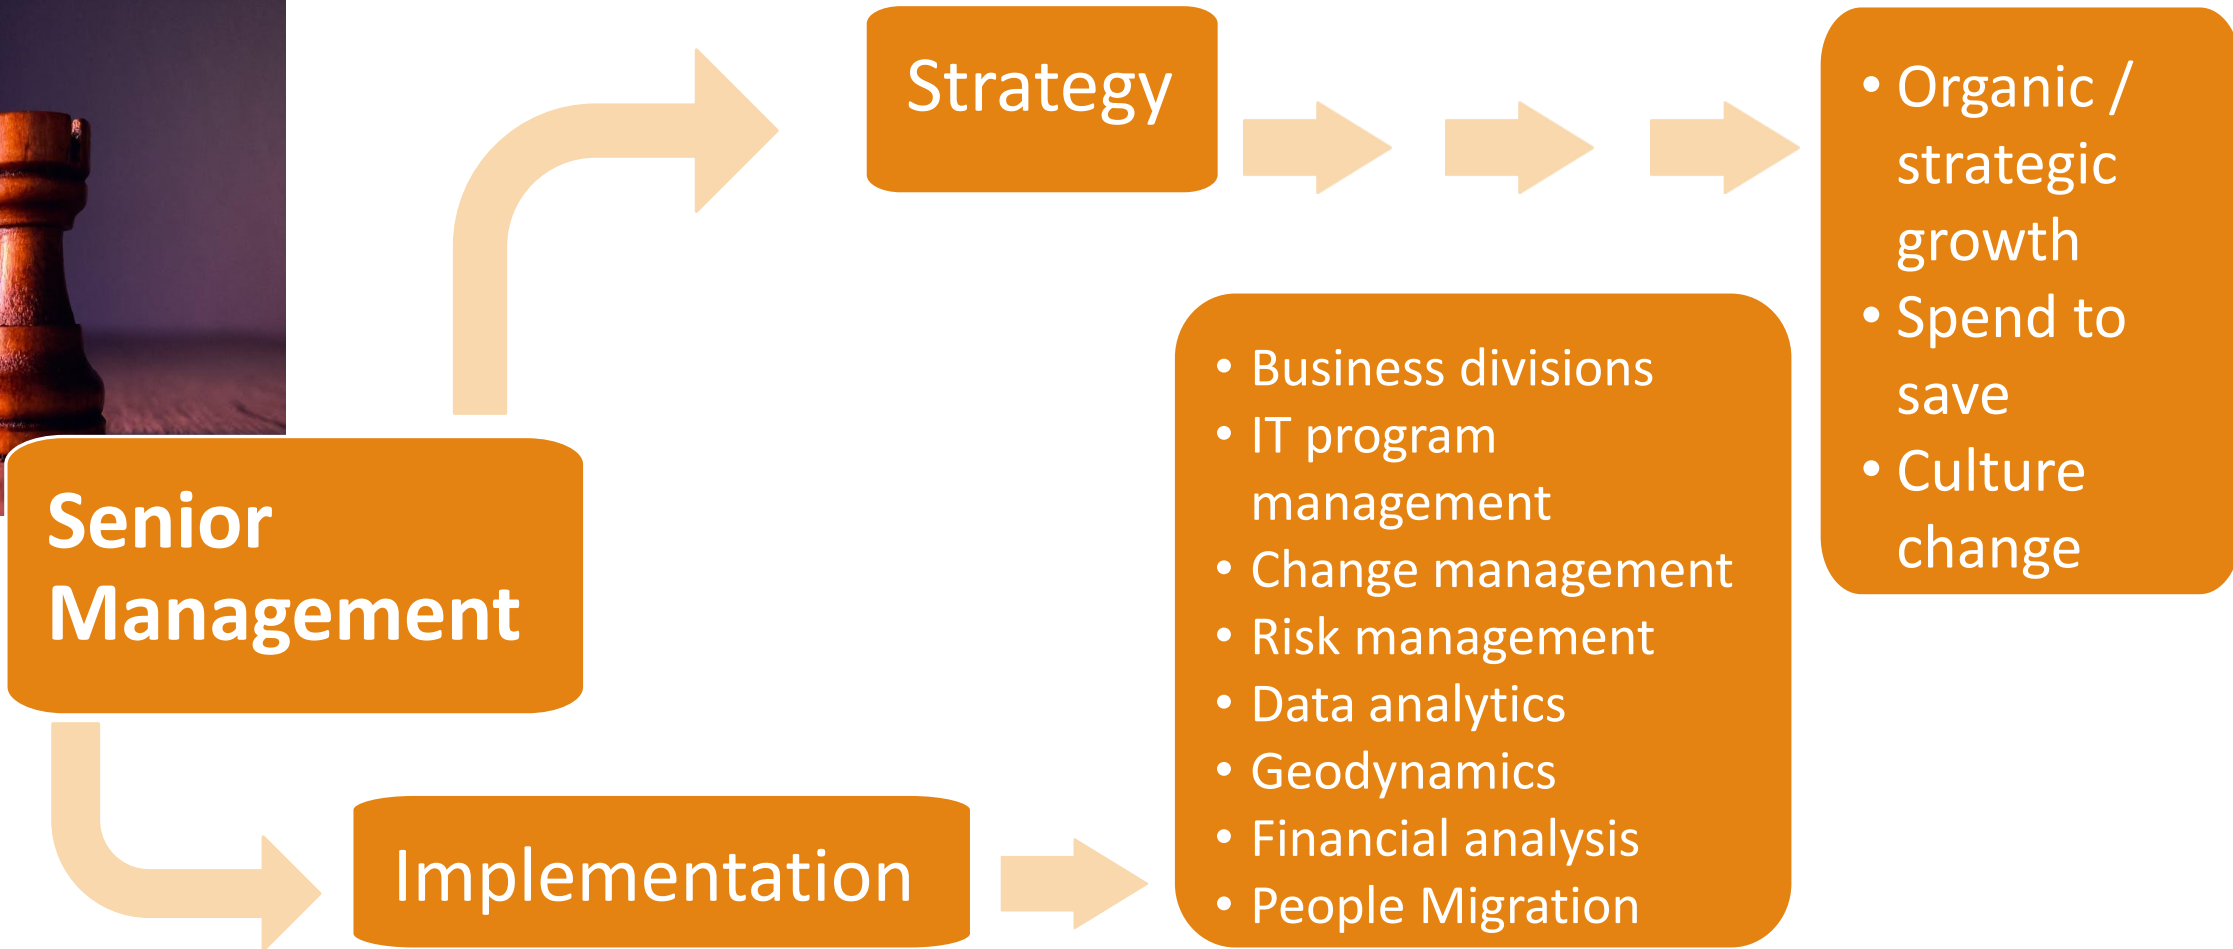 Strategy
• Organic /
strategic
growth
• Spend to
save
• Culture
change
Senior
Management
• Business divisions
• IT program
management
• Change management
• Risk management
• Data analytics
• Geodynamics
• Financial analysis
• People Migration
Implementation